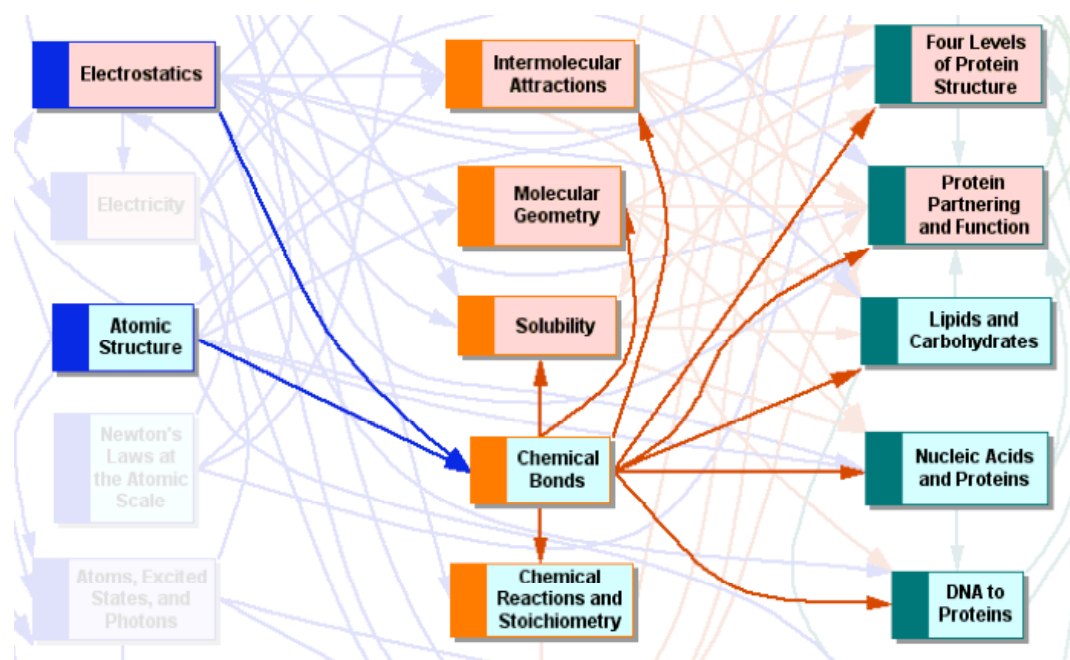 Electrostatics
Electricity
Atomic
Structure
Newton's
Laws at
the Atomic
Scale
Atoms, Excited
States, and
Photons
Intermolecular
Attractions
Molecular
Geometry
Solubility
Chemical
Bonds
Chemical
Reactions and
Stoichiometry
Four Levels
of Protein
Structure
Protein
Partnering
and Function
Lipids and
Carbohydrates
Nucleic Acids
and Proteins
DNA to
Proteins